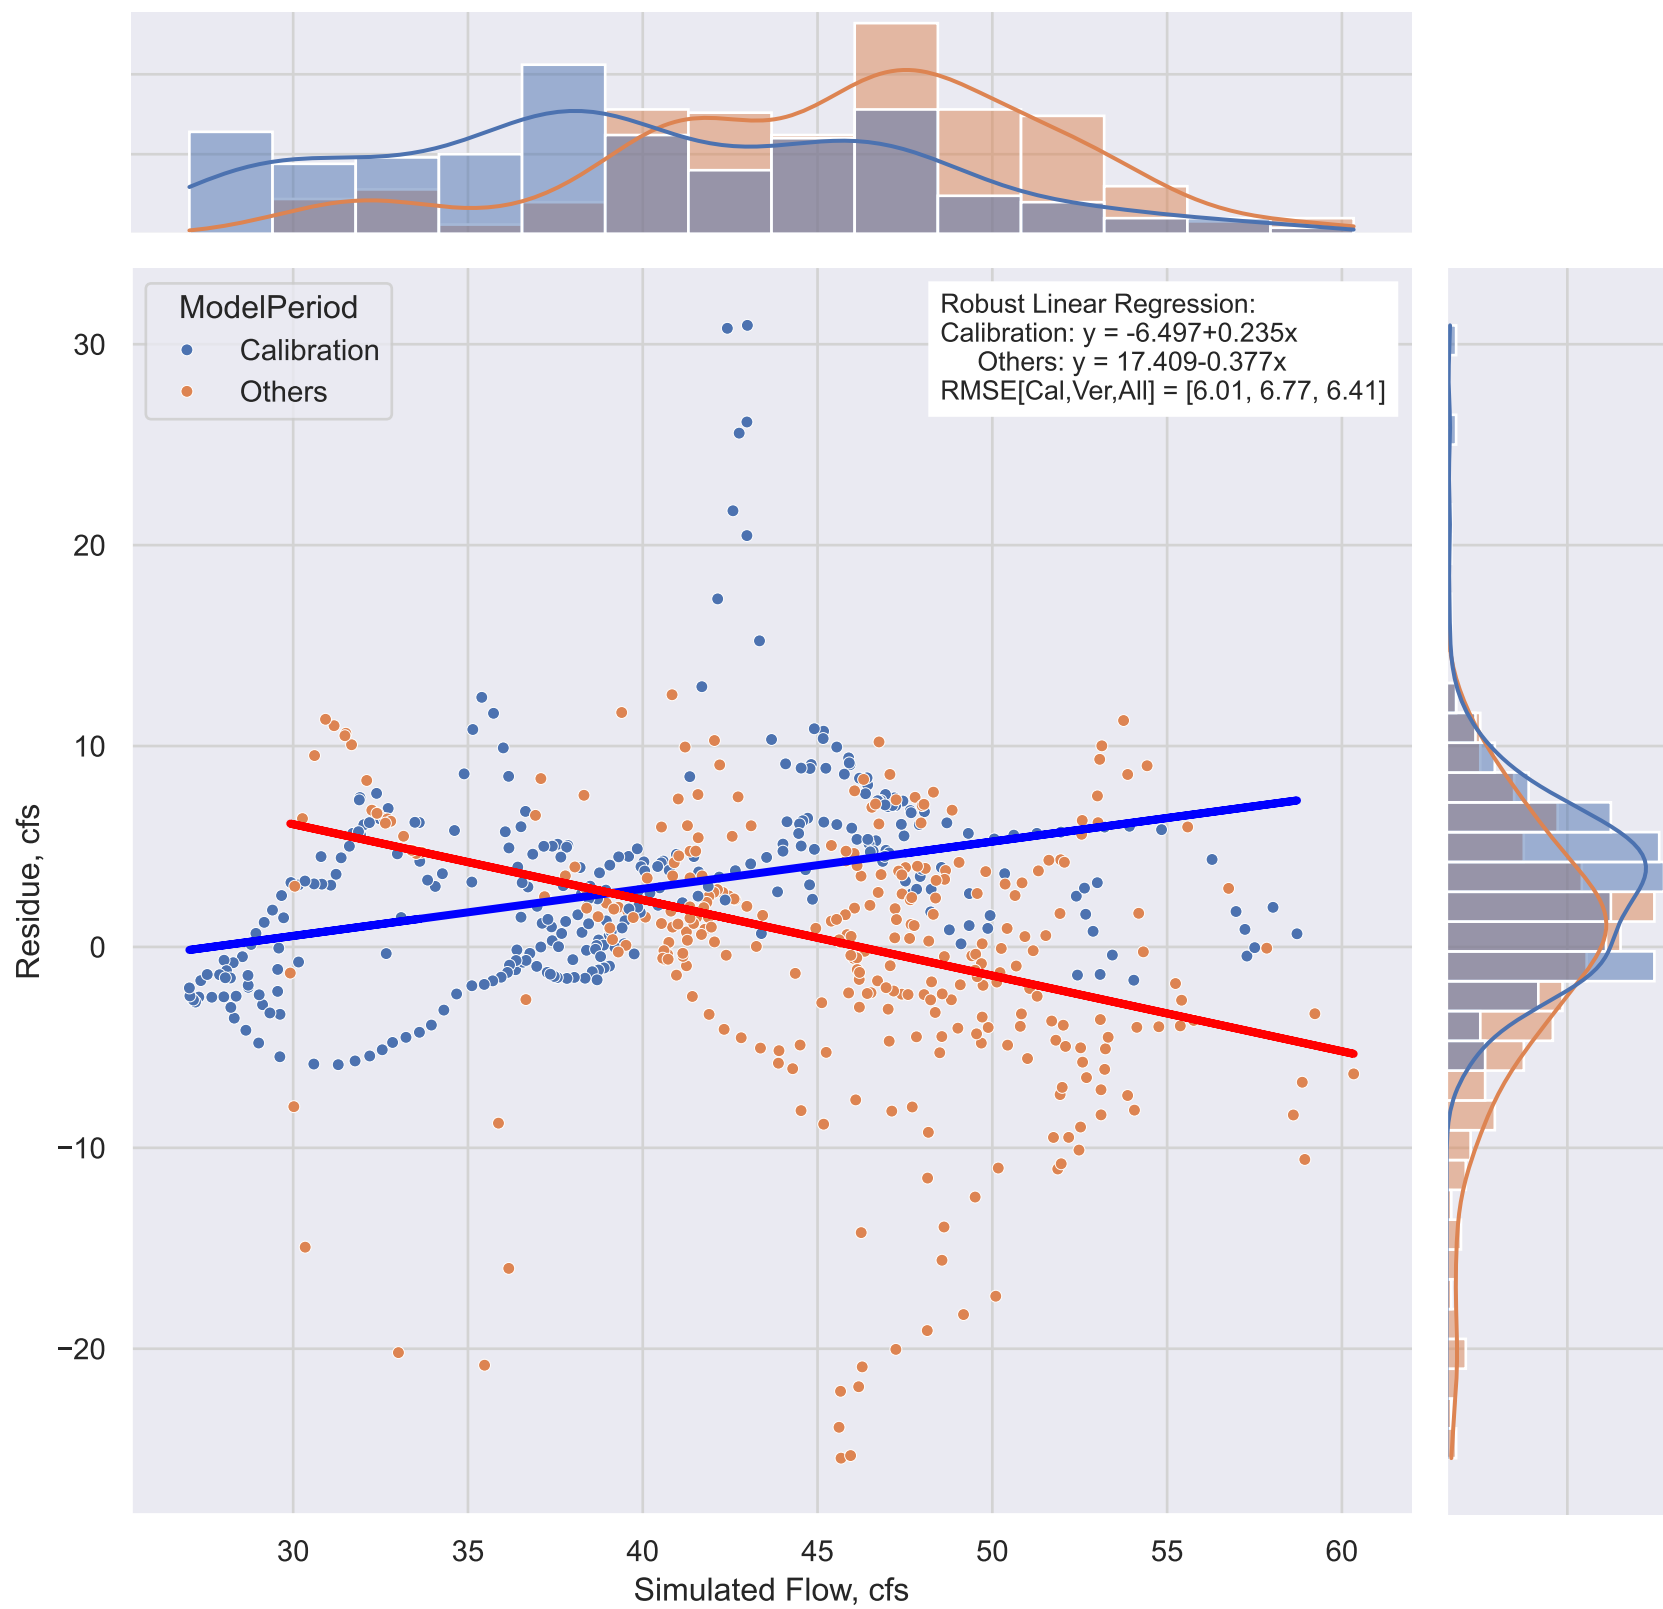 ModelPeriod
Calibration
Others
Robust Linear Regression:
Calibration: y = -6.497+0.235x
Others: y = 17.409-0.377x
RMSE[Cal,Ver,All] = [6.01, 6.77, 6.41]
30
20
10
0
−10
−20
Residue, cfs
30 35 40 45 50 55 60
Simulated Flow, cfs